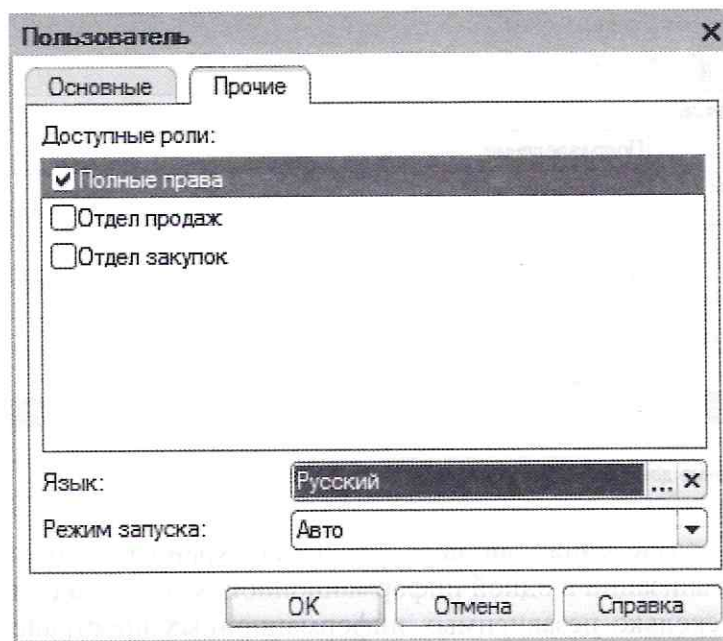 Пользователь
Основные
Прочие
Доступные роли:
Полные права
Отдел продаж
Отдел закупок
Язык:
Русский
...
Режим запуска:
Авто
OK
Отмена
Справка